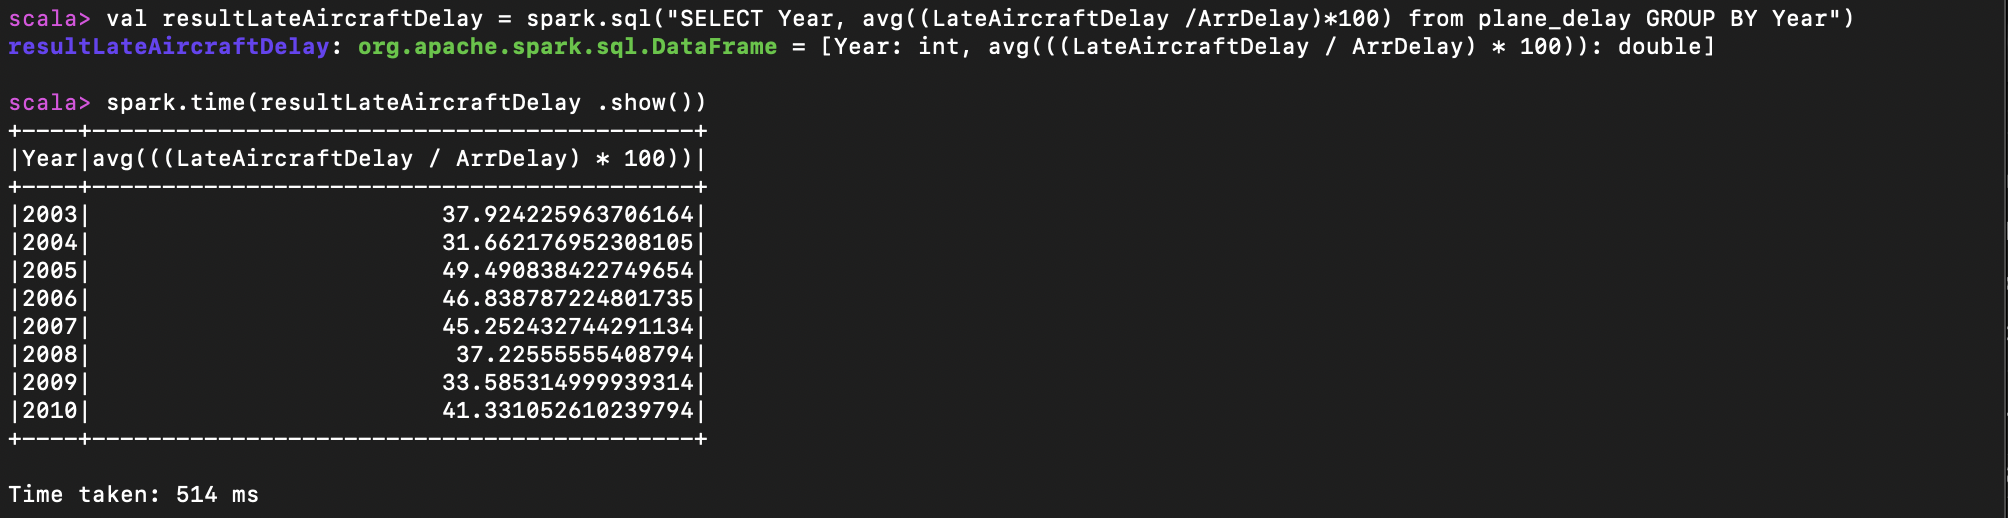 scala> val resultLateAircraftDelay = spark.sql("SELECT Year, avg((LateAircraftDelay /ArrDelay)*100) from plane_delay GROUP BY Year")
resultLateAircraftDelay: org.apache.spark.sql.DataFrame = [Year: int, avg(((LateAircraftDelay / ArrDelay) * 100)): double]
scala> spark.time(resultLateAircraftDelay .show())
+----+-------------------------------------------+
|Year|avg(((LateAircraftDelay / ArrDelay) * 100))|
+----+-------------------------------------------+
|2003|                         37.924225963706164|
|2004|                         31.662176952308105|
|2005|                         49.490838422749654|
|2006|                         46.838787224801735|
|2007|                         45.252432744291134|
|2008|                          37.22555555408794|
|2009|                         33.585314999939314|
|2010|                         41.331052610239794|
+----+-------------------------------------------+
Time taken: 514 ms